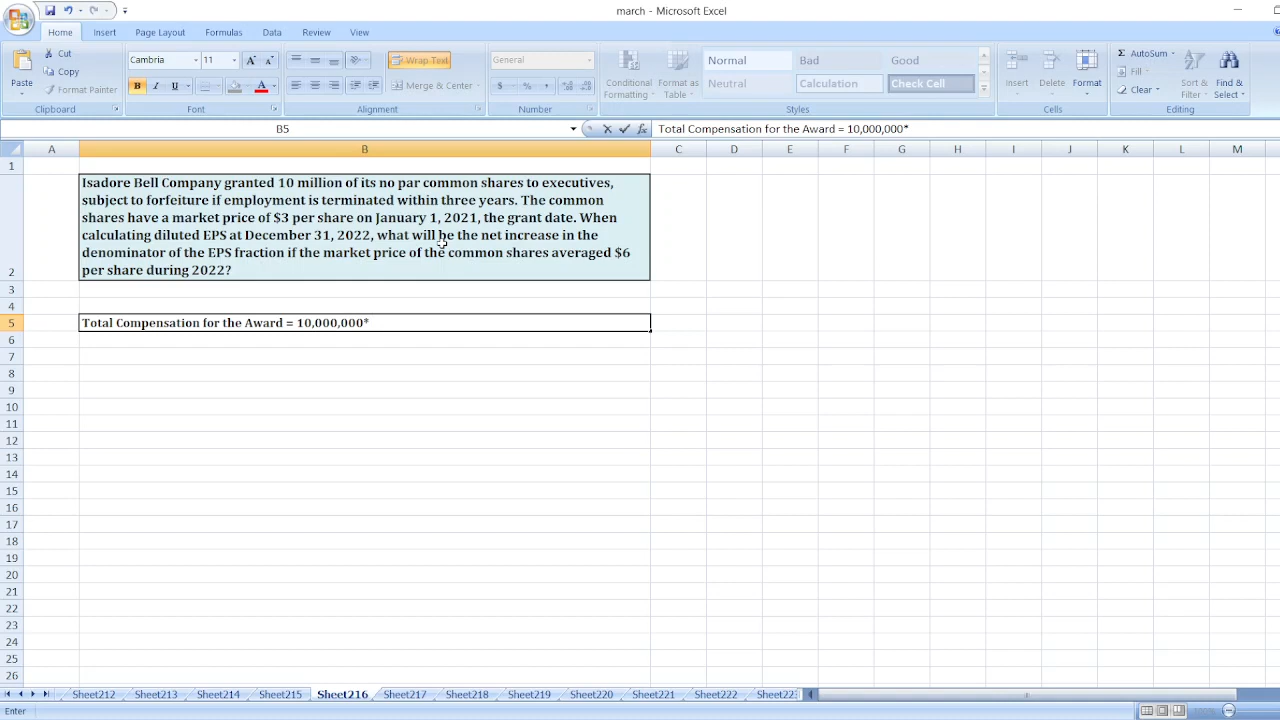 march - Microsoft Excel
Home Insert Page Layout Formulas Data Review View
Cut Cambria 11 A A Wrap Text General Normal Bad Good AutoSum
Copy Fill
Paste Format Painter B I U A Merge & Center $ % , Conditional Formatting Format as Table Neutral Calculation Check Cell Insert Delete Format Clear Sort & Filter Find & Select
Clipboard Font Alignment Number Styles Cells Editing
B5 fx Total Compensation for the Award = 10,000,000*
A B C D E F G H I J K L M
1
Isadore Bell Company granted 10 million of its no par common shares to executives,
subject to forfeiture if employment is terminated within three years. The common
shares have a market price of $3 per share on January 1, 2021, the grant date. When
calculating diluted EPS at December 31, 2022, what will be the net increase in the
denominator of the EPS fraction if the market price of the common shares averaged $6
2 per share during 2022?
3
4
5 Total Compensation for the Award = 10,000,000*
6
7
8
9
10
11
12
13
14
15
16
17
18
19
20
21
22
23
24
25
26
Sheet212 Sheet213 Sheet214 Sheet215 Sheet216 Sheet217 Sheet218 Sheet219 Sheet220 Sheet221 Sheet222
Enter